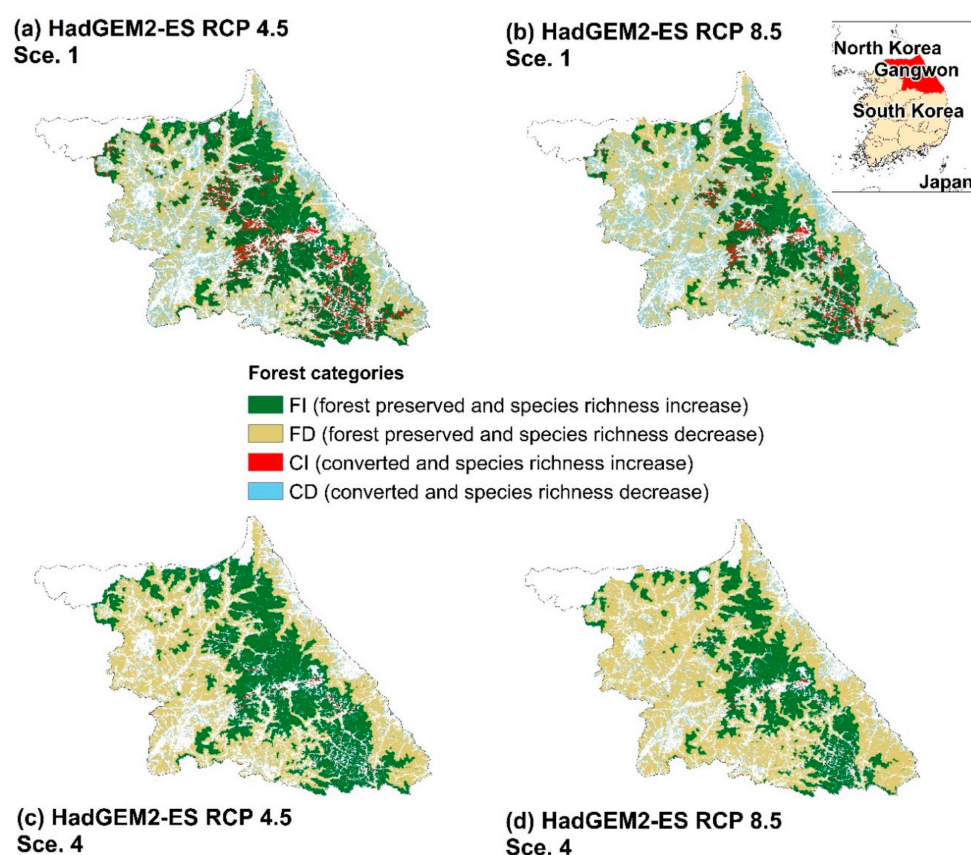 (a) HadGEM2-ES RCP 4.5
Sce. 1
(b) HadGEM2-ES RCP 8.5
Sce. 1
North Korea
Gangwon
South Korea
Japan
Forest categories
FI (forest preserved and species richness increase)
FD (forest preserved and species richness decrease)
CI (converted and species richness increase)
CD (converted and species richness decrease)
(c) HadGEM2-ES RCP 4.5
Sce. 4
(d) HadGEM2-ES RCP 8.5
Sce. 4